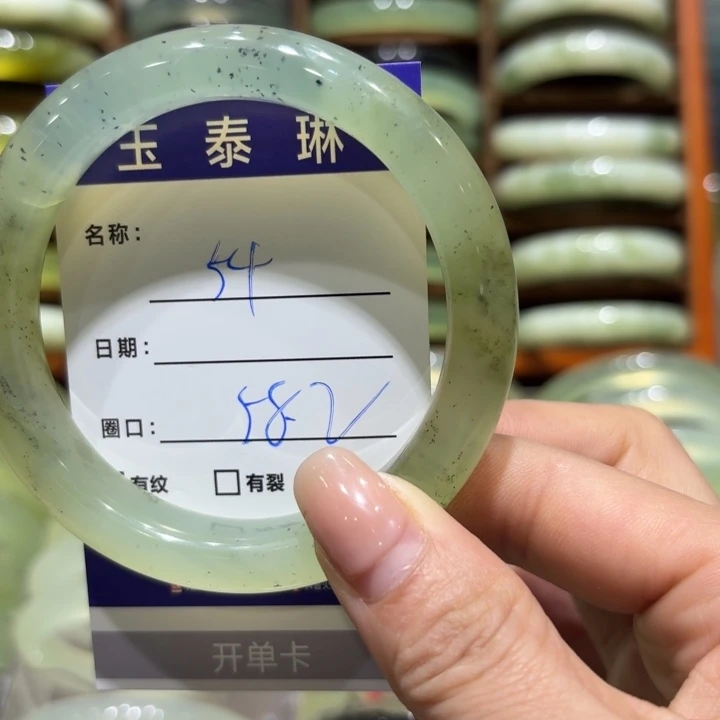 玉泰琳
名称: 54
日期:
圈口: 582
有纹 有裂
开单卡